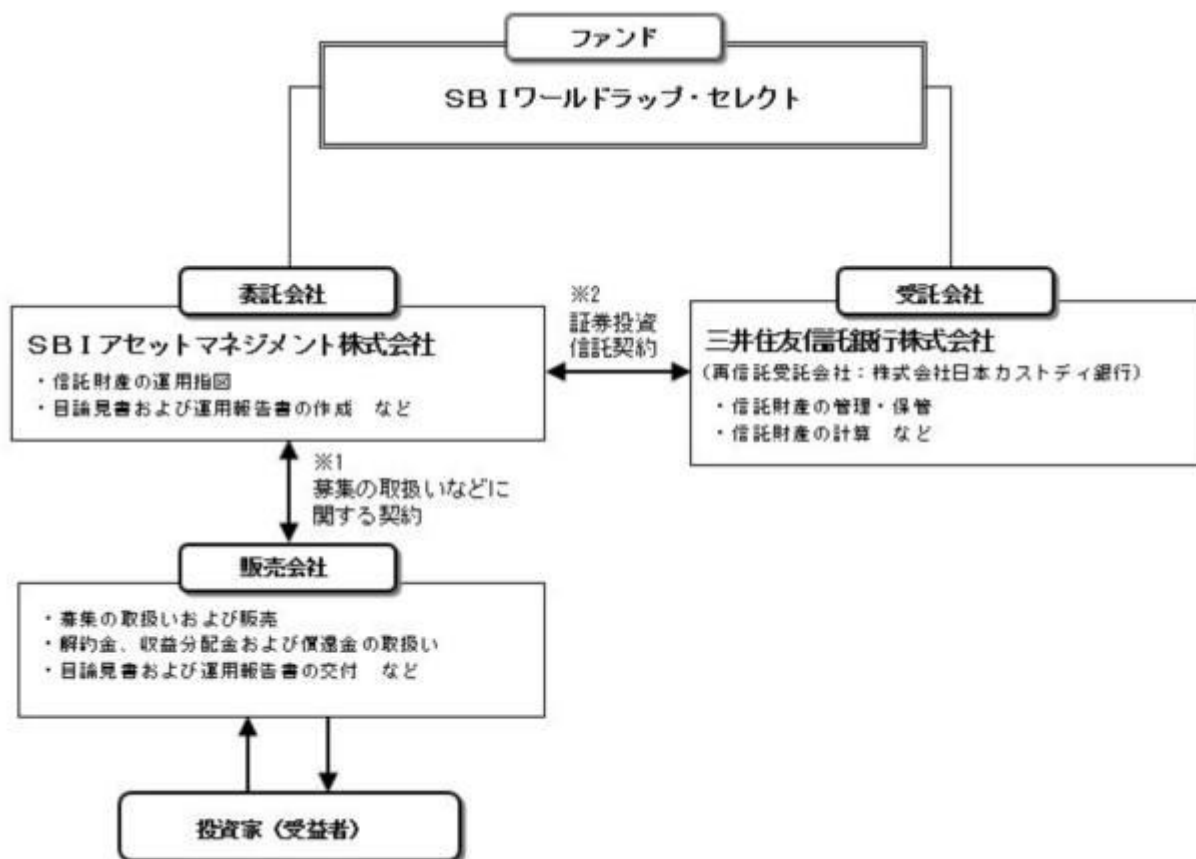 ファンド
ＳＢＩワールドラップ・セレクト
委託会社
ＳＢＩアセットマネジメント株式会社
・信託財産の運用指図
・目論見書および運用報告書の作成　など
※2
証券投資
信託契約
受託会社
三井住友信託銀行株式会社
（再信託受託会社：株式会社日本カストディ銀行）
・信託財産の管理・保管
・信託財産の計算　など
※1
募集の取扱いなどに
関する契約
販売会社
・募集の取扱いおよび販売
・解約金、収益分配金および償還金の取扱い
・目論見書および運用報告書の交付　など
投資家（受益者）